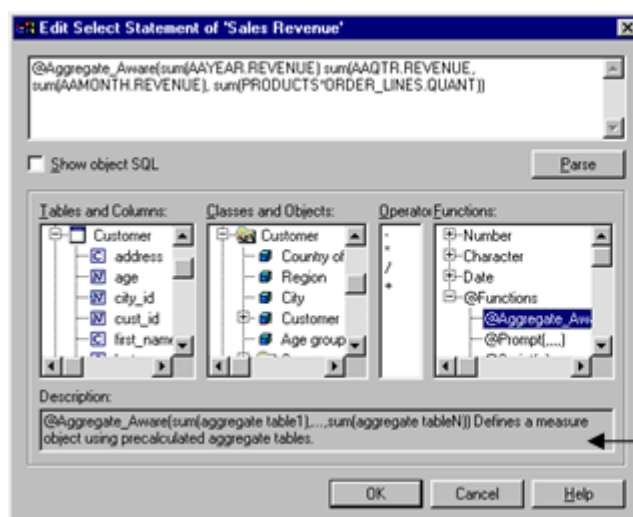 Edit Select Statement of 'Sales Revenue'
@Aggregate_Aware(sum(AAYEAR.REVENUE) sum(AAQTR.REVENUE,
sum(AAMONTH.REVENUE), sum(PRODUCTS*ORDER_LINES.QUANT))
Show object SQL
Parse
Tables and Columns:
Customer
address
age
city_id
cust_id
first_name
Classes and Objects:
Customer
Country of
Region
City
Customer
Age group
Operator
-
/
*
Functions:
Number
Character
Date
@Functions
@Aggregate_Aw
@Prompt(,...)
Description:
@Aggregate_Aware(sum(aggregate table1),...,sum(aggregate tableN)) Defines a measure
object using precalculated aggregate tables.
OK
Cancel
Help